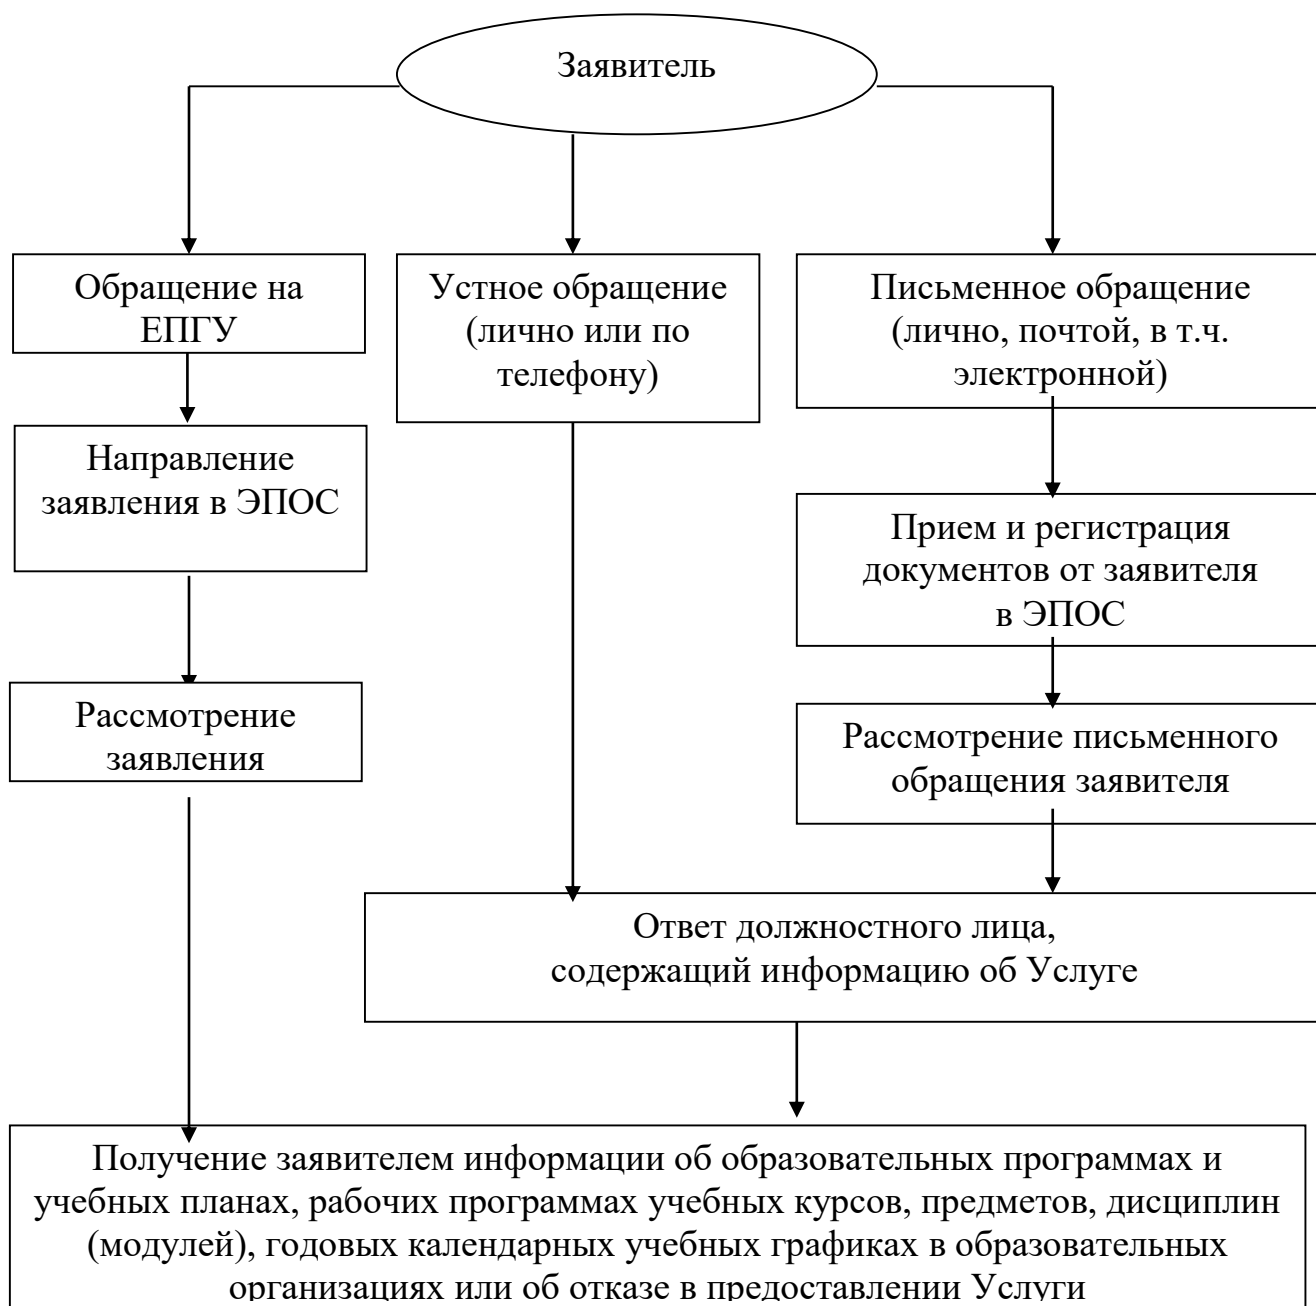 Заявитель
Обращение на
ЕПГУ
Устное обращение
(лично или по
телефону)
Письменное обращение
(лично, почтой, в т.ч.
электронной)
Направление
заявления в ЭПОС
Прием и регистрация
документов от заявителя
в ЭПОС
Рассмотрение
заявления
Рассмотрение письменного
обращения заявителя
Ответ должностного лица,
содержащий информацию об Услуге
Получение заявителем информации об образовательных программах и
учебных планах, рабочих программах учебных курсов, предметов, дисциплин
(модулей), годовых календарных учебных графиках в образовательных
организациях или об отказе в предоставлении Услуги